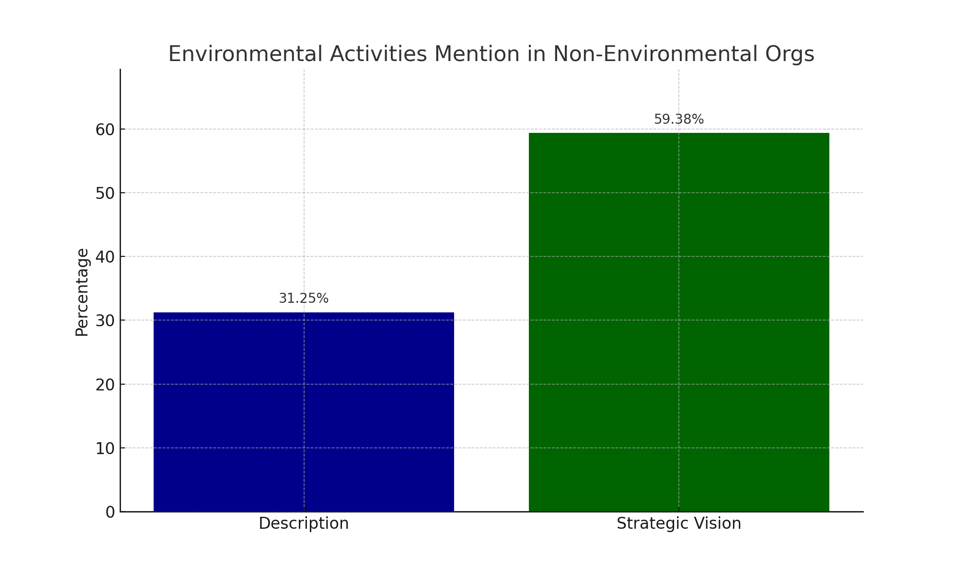 Environmental Activities Mention in Non-Environmental Orgs
Percentage
60
50
40
30
20
10
0
59.38%
31.25%
Description
Strategic Vision